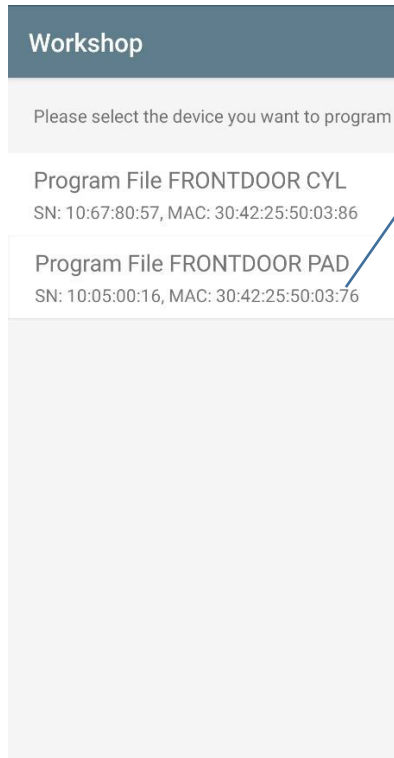 Workshop
Please select the device you want to program
Program File FRONTDOOR CYL
SN: 10:67:80:57, MAC: 30:42:25:50:03:86
Program File FRONTDOOR PAD
SN: 10:05:00:16, MAC: 30:42:25:50:03:76